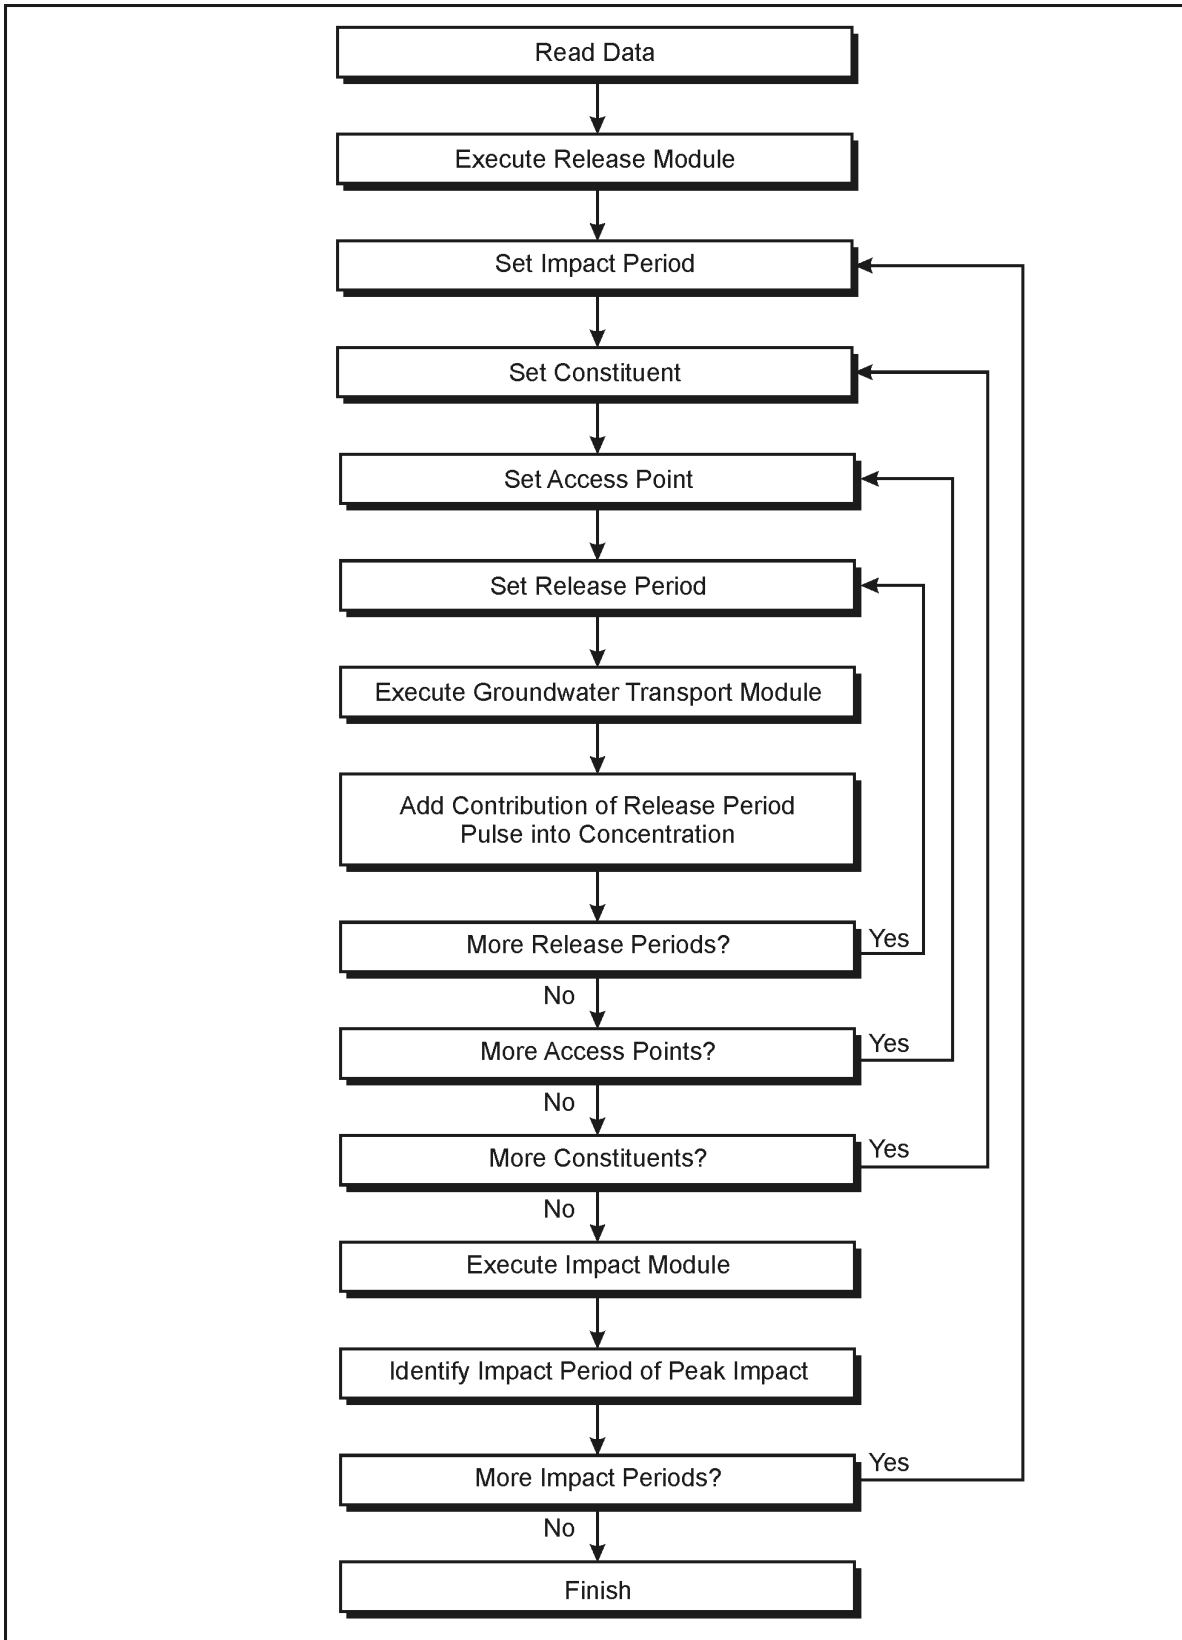 Read Data
Execute Release Module
Set Impact Period
Set Constituent
Set Access Point
Set Release Period
Execute Groundwater Transport Module
Add Contribution of Release Period
Pulse into Concentration
More Release Periods?
Yes
No
More Access Points?
Yes
No
More Constituents?
Yes
No
Execute Impact Module
Identify Impact Period of Peak Impact
More Impact Periods?
Yes
No
Finish